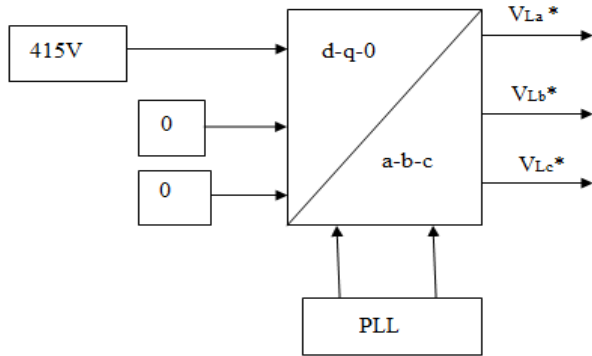 415V
d-q-0
VLa*
0
VLb*
a-b-c
0
VLc*
PLL